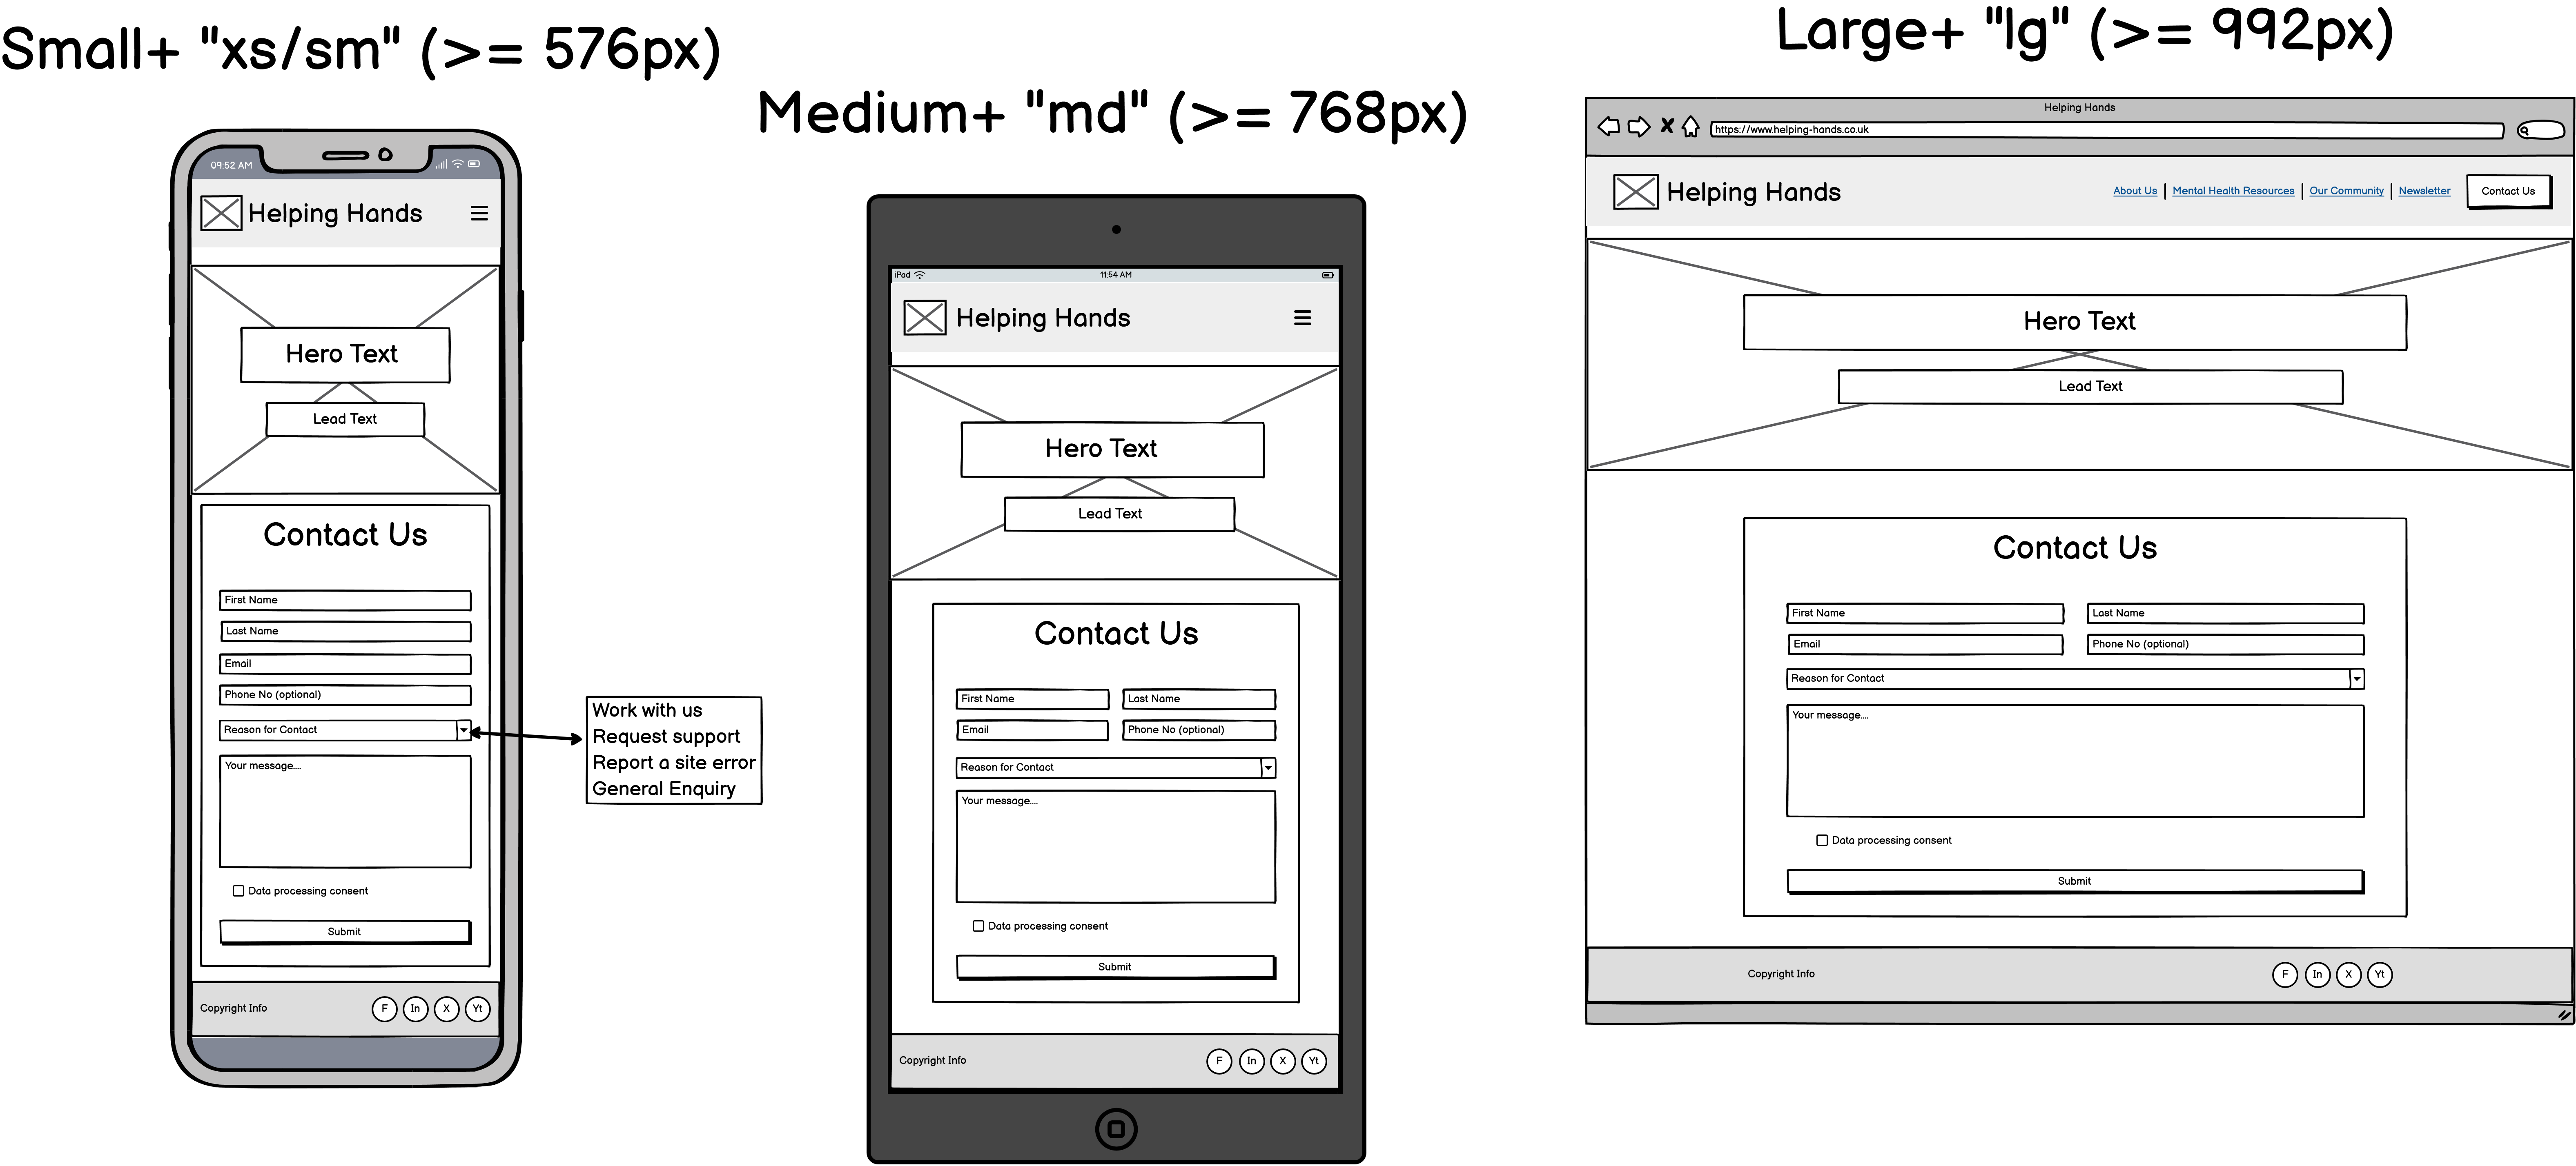 Small+ "xs/sm" (>= 576px)
09:52 AM
Helping Hands
Hero Text
Lead Text
Contact Us
First Name
Last Name
Email
Phone No (optional)
Reason for Contact
Your message....
Data processing consent
Submit
Copyright Info
F In X Yt
Work with us
Request support
Report a site error
General Enquiry
Medium+ "md" (>= 768px)
iPad 11:54 AM
Helping Hands
Hero Text
Lead Text
Contact Us
First Name Last Name
Email Phone No (optional)
Reason for Contact
Your message....
Data processing consent
Submit
Copyright Info F In X Yt
Large+ "lg" (>= 992px)
Helping Hands
https://www.helping-hands.co.uk
Helping Hands About Us | Mental Health Resources | Our Community | Newsletter Contact Us
Hero Text
Lead Text
Contact Us
First Name Last Name
Email Phone No (optional)
Reason for Contact
Your message....
Data processing consent
Submit
Copyright Info F In X Yt